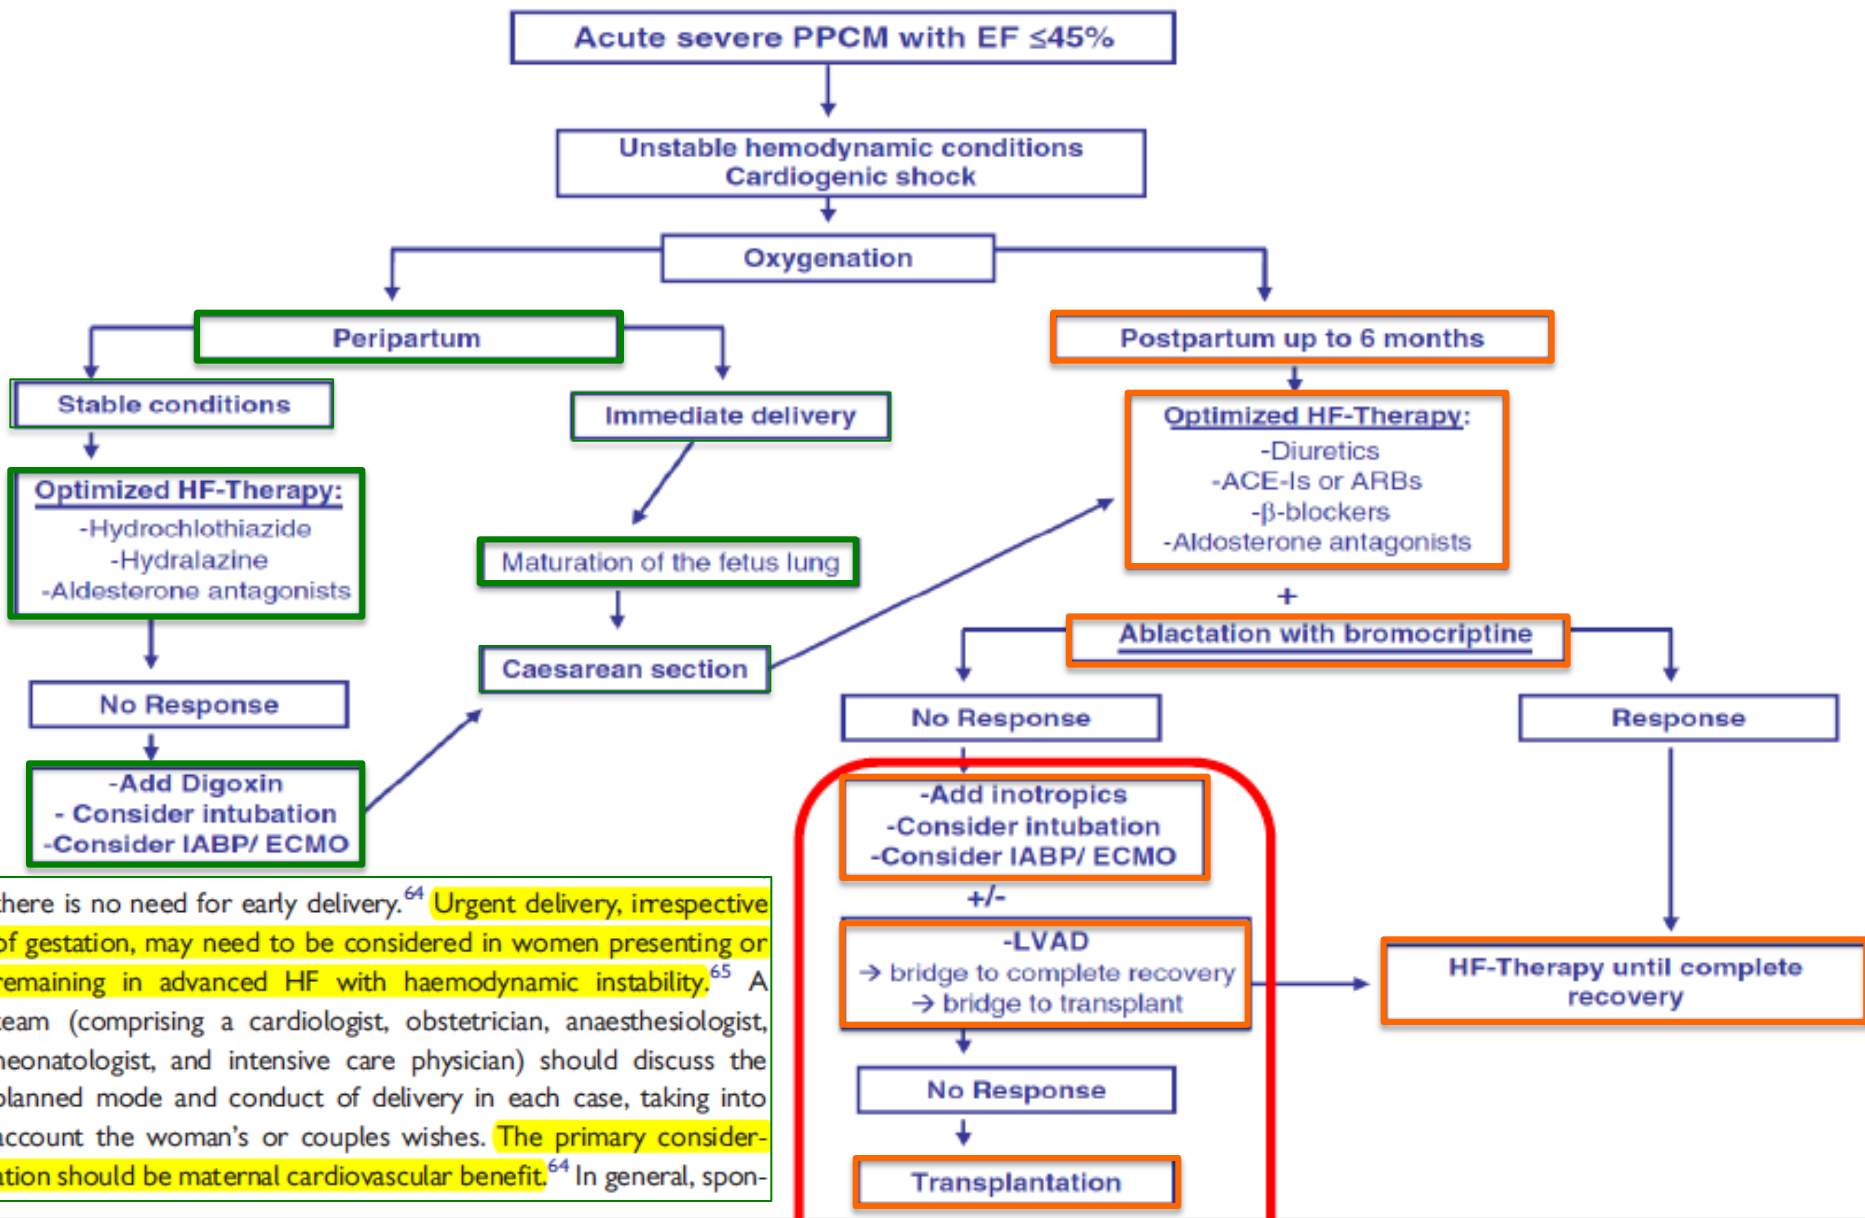 Acute severe PPCM with EF ≤45%
Unstable hemodynamic conditions
Cardiogenic shock
Oxygenation
Peripartum
Postpartum up to 6 months
Stable conditions
Immediate delivery
Optimized HF-Therapy:
-Hydrochlothiazide
-Hydralazine
-Aldesterone antagonists
Maturation of the fetus lung
Caesarean section
No Response
-Add Digoxin
- Consider intubation
-Consider IABP/ ECMO
Optimized HF-Therapy:
-Diuretics
-ACE-Is or ARBs
-β-blockers
-Aldosterone antagonists
+
Ablactation with bromocriptine
No Response
Response
-Add inotropics
-Consider intubation
-Consider IABP/ ECMO
+/-
-LVAD
→ bridge to complete recovery
→ bridge to transplant
HF-Therapy until complete
recovery
No Response
Transplantation
there is no need for early delivery.64 Urgent delivery, irrespective
of gestation, may need to be considered in women presenting or
remaining in advanced HF with haemodynamic instability.65 A
team (comprising a cardiologist, obstetrician, anaesthesiologist,
neonatologist, and intensive care physician) should discuss the
planned mode and conduct of delivery in each case, taking into
account the woman's or couples wishes. The primary consider-
ation should be maternal cardiovascular benefit.64 In general, spon-